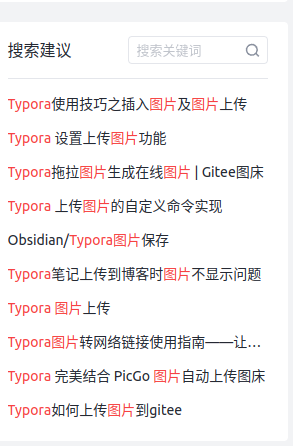 搜索建议
搜索关键词
Typora使用技巧之插入图片及图片上传
Typora 设置上传图片功能
Typora拖拉图片生成在线图片 | Gitee图床
Typora 上传图片的自定义命令实现
Obsidian/Typora图片保存
Typora笔记上传到博客时图片不显示问题
Typora 图片上传
Typora图片转网络链接使用指南——让…
Typora 完美结合 PicGo 图片自动上传图床
Typora如何上传图片到gitee